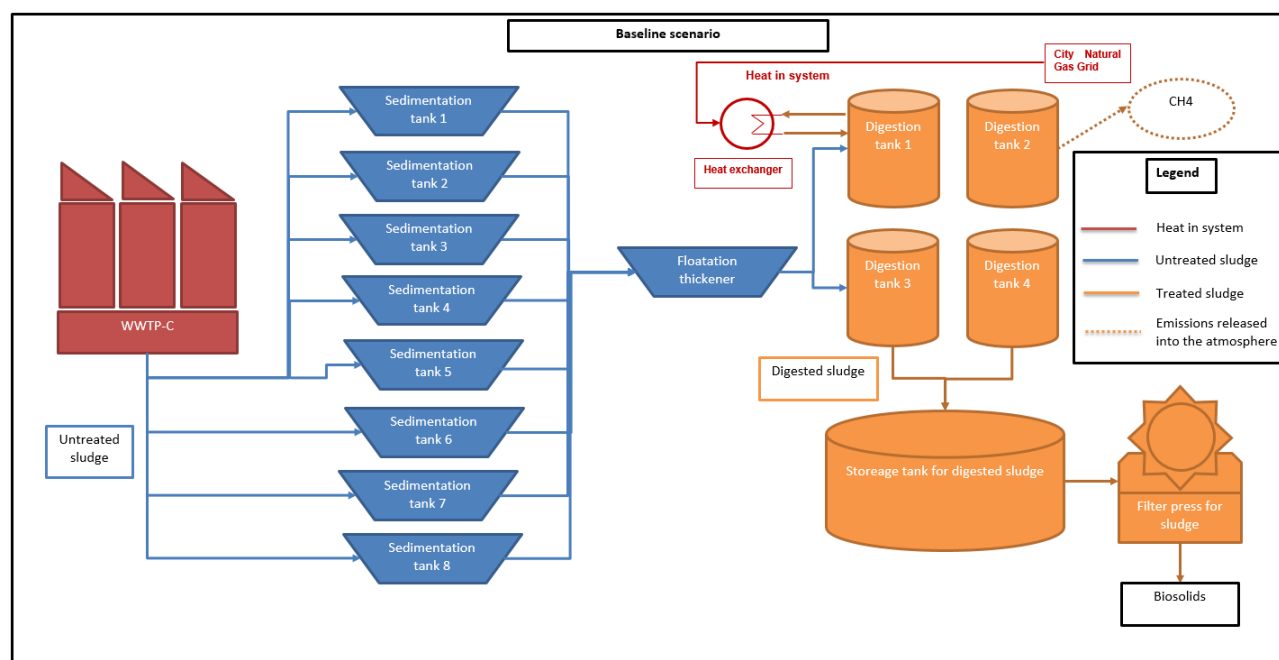 Baseline scenario
City Natural
Gas Grid
Heat in system
Heat exchanger
Sedimentation
tank 1
Sedimentation
tank 2
Sedimentation
tank 3
Sedimentation
tank 4
Sedimentation
tank 5
Sedimentation
tank 6
Sedimentation
tank 7
Sedimentation
tank 8
WWTP-C
Untreated
sludge
Floatation
thickener
Digestion
tank 1
Digestion
tank 2
Digestion
tank 3
Digestion
tank 4
CH4
Legend
Heat in system
Untreated sludge
Treated sludge
Emissions released
into the atmosphere
Digested sludge
Storeage tank for digested sludge
Filter press for
sludge
Biosolids